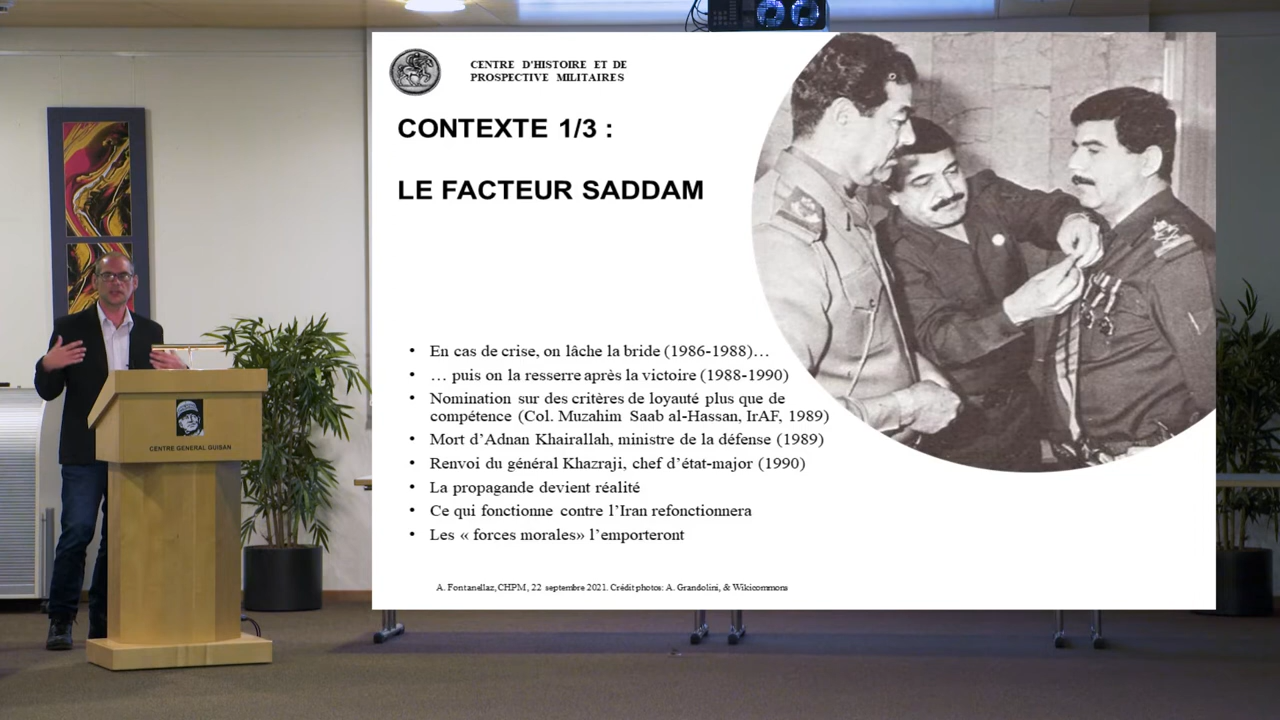 CENTRE D'HISTOIRE ET DE
PROSPECTIVE MILITAIRES
CONTEXTE 1/3 :
LE FACTEUR SADDAM
• En cas de crise, on lâche la bride (1986-1988)…
• … puis on la resserre après la victoire (1988-1990)
• Nomination sur des critères de loyauté plus que de
compétence (Col. Muzahim Saab al-Hassan, IrAF, 1989)
• Mort d'Adnan Khairallah, ministre de la défense (1989)
• Renvoi du général Khazraji, chef d'état-major (1990)
• La propagande devient réalité
• Ce qui fonctionne contre l'Iran refonctionnera
• Les « forces morales» l'emporteront
A. Fontanellaz, CHPM, 22 septembre 2021. Crédit photos: A. Grandolini, & Wikicommons
CENTRE GENERAL GUISAN